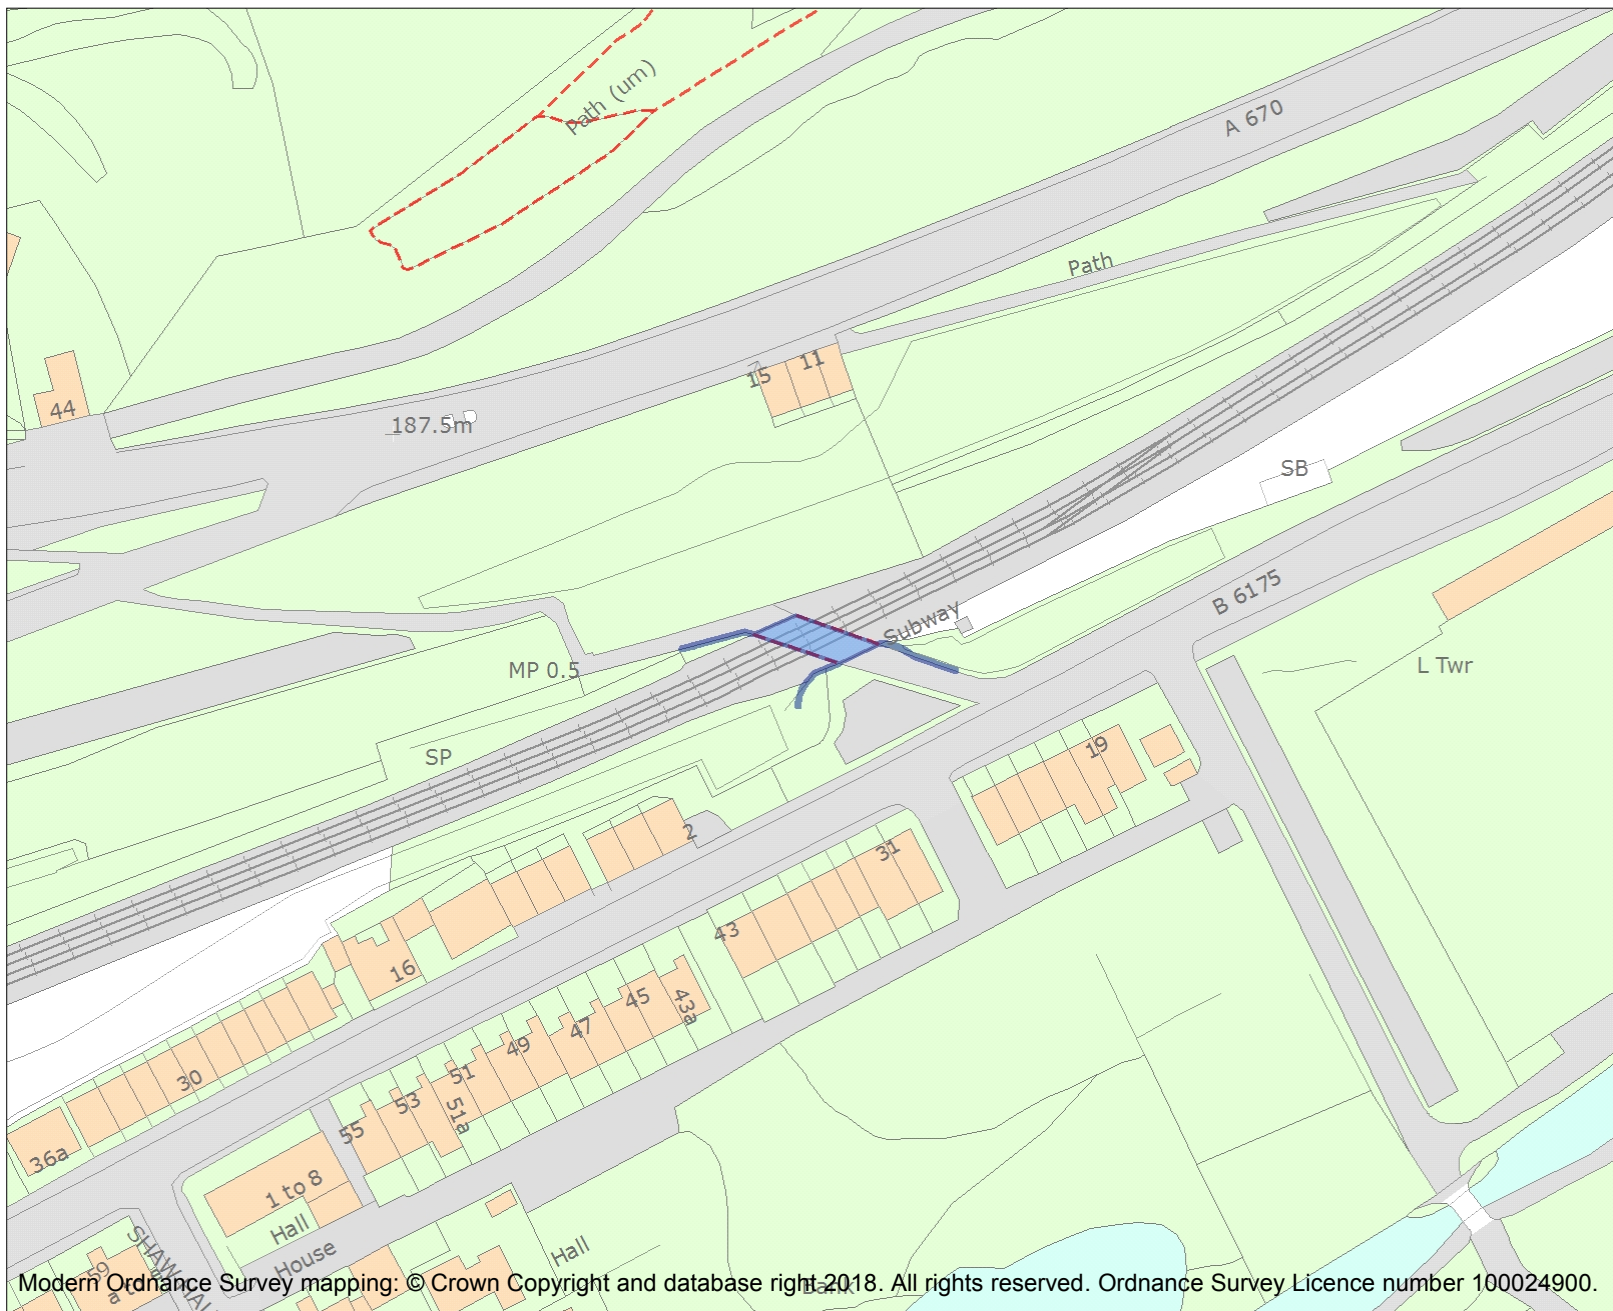 Path (um)
A 670
Path
15
11
44
187.5m
SB
B 6175
Subway
MP 0.5
L Twr
SP
19
2
31
43
16
45
43a
47
49
30
51
53
51a
55
36a
1 to 8
Hall
House
Hall
59
Bank
Modern Ordnance Survey mapping: © Crown Copyright and database right 2018. All rights reserved. Ordnance Survey Licence number 100024900.